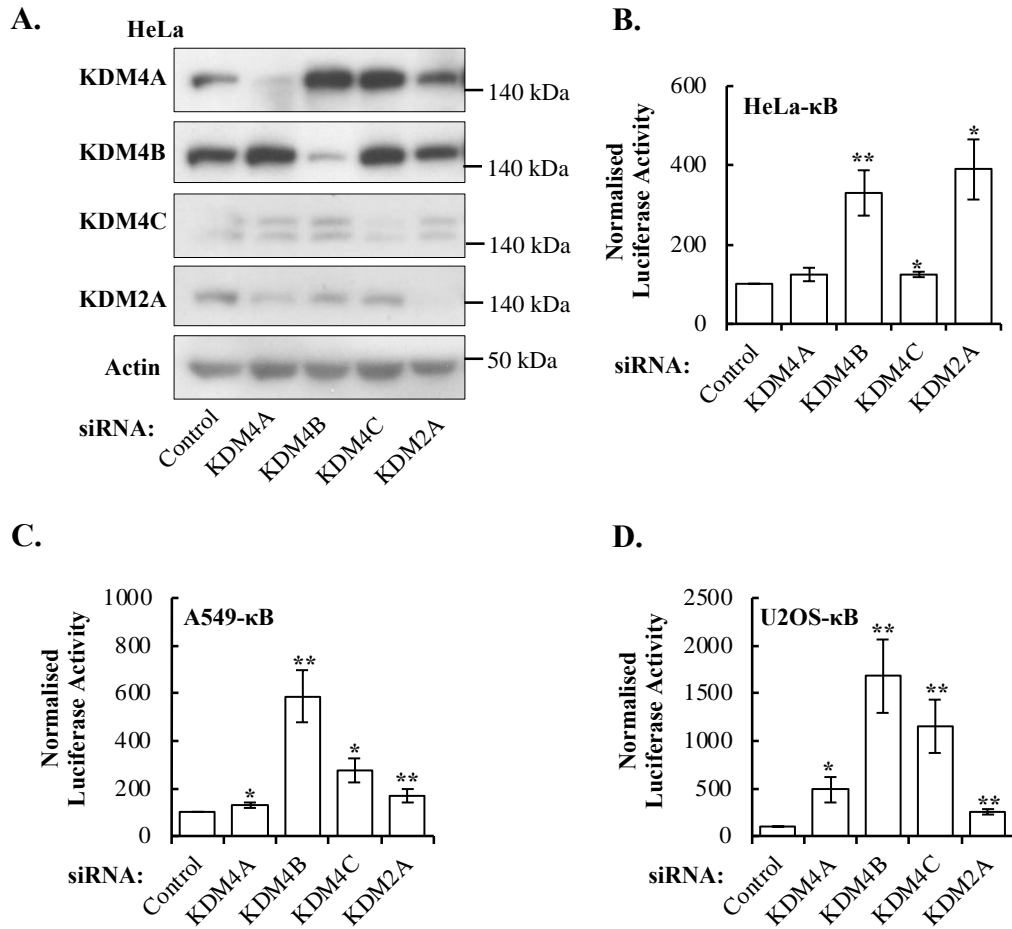 A.
HeLa
KDM4A
140 kDa
KDM4B
140 kDa
KDM4C
140 kDa
KDM2A
140 kDa
Actin
50 kDa
siRNA:
Control
KDM4A
KDM4B
KDM4C
KDM2A
B.
HeLa-κB
Normalised
Luciferase Activity
600
400
200
0
**
*
*
siRNA:
Control
KDM4A
KDM4B
KDM4C
KDM2A
C.
A549-κB
Normalised
Luciferase Activity
1000
800
600
400
200
0
*
**
*
**
siRNA:
Control
KDM4A
KDM4B
KDM4C
KDM2A
D.
U2OS-κB
Normalised
Luciferase Activity
2500
2000
1500
1000
500
0
*
**
**
**
siRNA:
Control
KDM4A
KDM4B
KDM4C
KDM2A